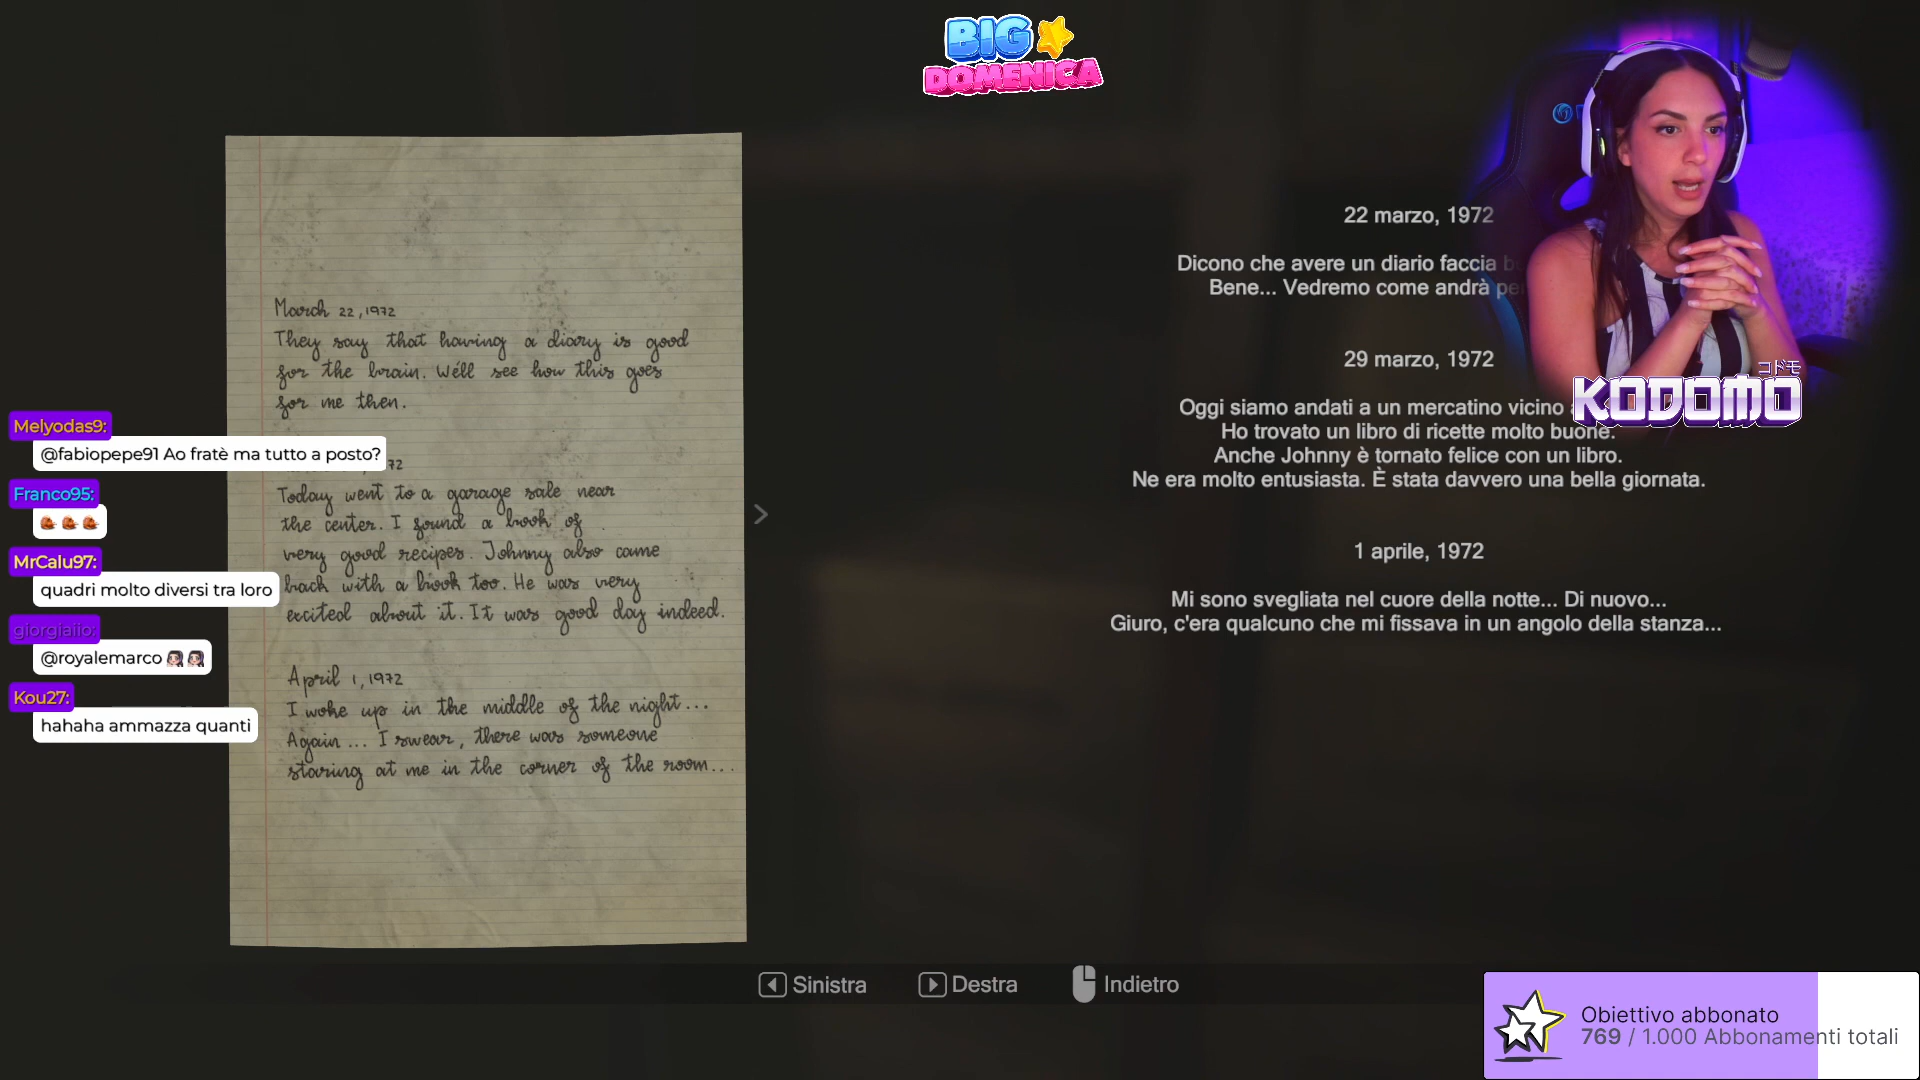 BIG
DOMENICA
March 22, 1972
They say that having a diary is good
for the brain. We'll see how this goes
for me then.
72
Today went to a garage sale near
the center. I found a book of
very good recipes. Johnny also came
back with a book too. He was very
excited about it. It was good day indeed.
April 1, 1972
I woke up in the middle of the night...
Again... I swear, there was someone
staring at me in the corner of the room...
Melyodas9:
@fabiopepe91 Ao fratè ma tutto a posto?
Franco95:
MrCalu97:
quadri molto diversi tra loro
giorgiaiio:
@royalemarco
Kou27:
hahaha ammazza quanti
22 marzo, 1972
Dicono che avere un diario faccia
Bene... Vedremo come andrà
29 marzo, 1972
Oggi siamo andati a un mercatino vicino
Ho trovato un libro di ricette molto buone.
Anche Johnny è tornato felice con un libro.
Ne era molto entusiasta. È stata davvero una bella giornata.
1 aprile, 1972
Mi sono svegliata nel cuore della notte... Di nuovo...
Giuro, c'era qualcuno che mi fissava in un angolo della stanza...
コドモ
KODOMO
Sinistra
Destra
Indietro
Obiettivo abbonato
769 / 1.000 Abbonamenti totali